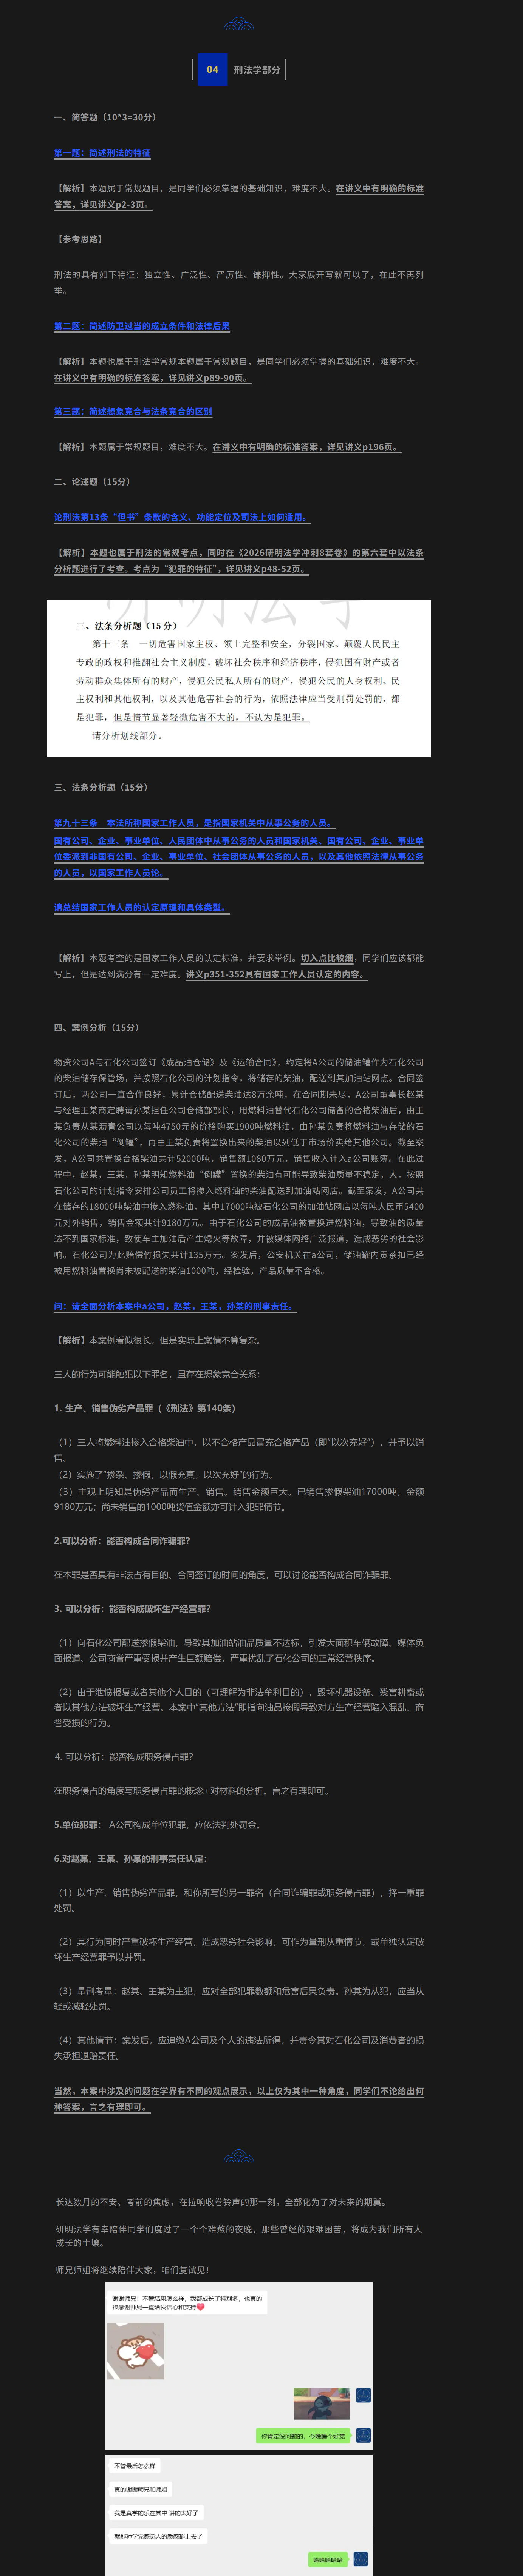 04
刑法学部分
一、简答题（10*3=30分）
第一题：简述刑法的特征
【解析】本题属于常规题目，是同学们必须掌握的基础知识，难度不大。在讲义中有明确的标准
答案，详见讲义p2-3页。
【参考思路】
刑法的具有如下特征：独立性、广泛性、严厉性、谦抑性。大家展开写就可以了，在此不再列
举。
第二题：简述防卫过当的成立条件和法律后果
【解析】本题也属于刑法学常规本题属于常规题目，是同学们必须掌握的基础知识，难度不大。
在讲义中有明确的标准答案，详见讲义p89-90页。
第三题：简述想象竞合与法条竞合的区别
【解析】本题属于常规题目，难度不大。在讲义中有明确的标准答案，详见讲义p196页。
二、论述题（15分）
论刑法第13条“但书”条款的含义、功能定位及司法上如何适用。
【解析】本题也属于刑法的常规考点，同时在《2026研明法学冲刺8套卷》的第六套中以法条
分析题进行了考查。考点为“犯罪的特征”，详见讲义p48-52页。
三、法条分析题（15分）
第十三条 一切危害国家主权、领土完整和安全，分裂国家、颠覆人民民主
专政的政权和推翻社会主义制度，破坏社会秩序和经济秩序，侵犯国有财产或者
劳动群众集体所有的财产，侵犯公民私人所有的财产，侵犯公民的人身权利、民
主权利和其他权利，以及其他危害社会的行为，依照法律应当受刑罚处罚的，都
是犯罪，但是情节显著轻微危害不大的，不认为是犯罪。
请分析划线部分。
三、法条分析题（15分）
第九十三条 本法所称国家工作人员，是指国家机关中从事公务的人员。
国有公司、企业、事业单位、人民团体中从事公务的人员和国家机关、国有公司、企业、事业单
位委派到非国有公司、企业、事业单位、社会团体从事公务的人员，以及其他依照法律从事公务
的人员，以国家工作人员论。
请总结国家工作人员的认定原理和具体类型。
【解析】本题考查的是国家工作人员的认定标准，并要求举例。切入点比较细，同学们应该都能
写上，但是达到满分有一定难度。讲义p351-352具有国家工作人员认定的内容。
四、案例分析（15分）
物资公司A与石化公司签订《成品油仓储》及《运输合同》，约定将A公司的储油罐作为石化公司
的柴油储存保管场，并按照石化公司的计划指令，将储存的柴油，配送到其加油站网点。合同签
订后，两公司一直合作良好，累计仓储配送柴油达8万余吨，在合同期未尽，A公司董事长赵某
与经理王某商定聘请孙某担任公司仓储部部长，用燃料油替代石化公司储备的合格柴油后，由王
某负责从某沥青公司以每吨4750元的价格购买1900吨燃料油，由孙某负责将燃料油与存储的石
化公司的柴油“倒罐”，再由王某负责将置换出来的柴油以列低于市场价卖给其他公司。截至案
发，A公司共置换合格柴油共计52000吨，销售额1080万元，销售收入计入a公司账簿。在此过
程中，赵某，王某，孙某明知燃料油“倒罐”置换的柴油有可能导致柴油质量不稳定，人，按照
石化公司的计划指令安排公司员工将掺入燃料油的柴油配送到加油站网店。截至案发，A公司共
在储存的18000吨柴油中掺入燃料油，其中17000吨被石化公司的加油站网店以每吨人民币5400
元对外销售，销售金额共计9180万元。由于石化公司的成品油被置换进燃料油，导致油的质量
达不到国家标准，致使车主加油后产生熄火等故障，并被媒体网络广泛报道，造成恶劣的社会影
响。石化公司为此赔偿竹损失共计135万元。案发后，公安机关在a公司，储油罐内贡茶扣已经
被用燃料油置换尚未被配送的柴油1000吨，经检验，产品质量不合格。
问：请全面分析本案中a公司，赵某，王某，孙某的刑事责任。
【解析】本案例看似很长，但是实际上案情不算复杂。
三人的行为可能触犯以下罪名，且存在想象竞合关系：
1. 生产、销售伪劣产品罪（《刑法》第140条）
（1）三人将燃料油掺入合格柴油中，以不合格产品冒充合格产品（即“以次充好”），并予以销
售。
（2）实施了“掺杂、掺假，以假充真，以次充好”的行为。
（3）主观上明知是伪劣产品而生产、销售。销售金额巨大。已销售掺假柴油17000吨，金额
9180万元；尚未销售的1000吨货值金额亦可计入犯罪情节。
2.可以分析：能否构成合同诈骗罪？
在本罪是否具有非法占有目的、合同签订的时间的角度，可以讨论能否构成合同诈骗罪。
3. 可以分析：能否构成破坏生产经营罪？
（1）向石化公司配送掺假柴油，导致其加油站油品质量不达标，引发大面积车辆故障、媒体负
面报道、公司商誉严重受损并产生巨额赔偿，严重扰乱了石化公司的正常经营秩序。
（2）由于泄愤报复或者其他个人目的（可理解为非法牟利目的），毁坏机器设备、残害耕畜或
者以其他方法破坏生产经营。本案中“其他方法”即指向油品掺假导致对方生产经营陷入混乱、商
誉受损的行为。
4. 可以分析：能否构成职务侵占罪？
在职务侵占的角度写职务侵占罪的概念+对材料的分析。言之有理即可。
5.单位犯罪： A公司构成单位犯罪，应依法判处罚金。
6.对赵某、王某、孙某的刑事责任认定：
（1）以生产、销售伪劣产品罪，和你所写的另一罪名（合同诈骗罪或职务侵占罪），择一重罪
处罚。
（2）其行为同时严重破坏生产经营，造成恶劣社会影响，可作为量刑从重情节，或单独认定破
坏生产经营罪予以并罚。
（3）量刑考量：赵某、王某为主犯，应对全部犯罪数额和危害后果负责。孙某为从犯，应当从
轻或减轻处罚。
（4）其他情节：案发后，应追缴A公司及个人的违法所得，并责令其对石化公司及消费者的损
失承担退赔责任。
当然，本案中涉及的问题在学界有不同的观点展示，以上仅为其中一种角度，同学们不论给出何
种答案，言之有理即可。
长达数月的不安、考前的焦虑，在拉响收卷铃声的那一刻，全部化为了对未来的期冀。
研明法学有幸陪伴同学们度过了一个个难熬的夜晚，那些曾经的艰难困苦，将成为我们所有人
成长的土壤。
师兄师姐将继续陪伴大家，咱们复试见！
谢谢师兄！不管结果怎么样，我都成长了特别多，也真的
很感谢师兄一直给我信心和支持
你肯定没问题的，今晚睡个好觉
不管最后怎么样
真的谢谢师兄和师姐
我是真学的乐在其中 讲的太好了
就那种学完感觉人的质感都上去了
哈哈哈哈哈